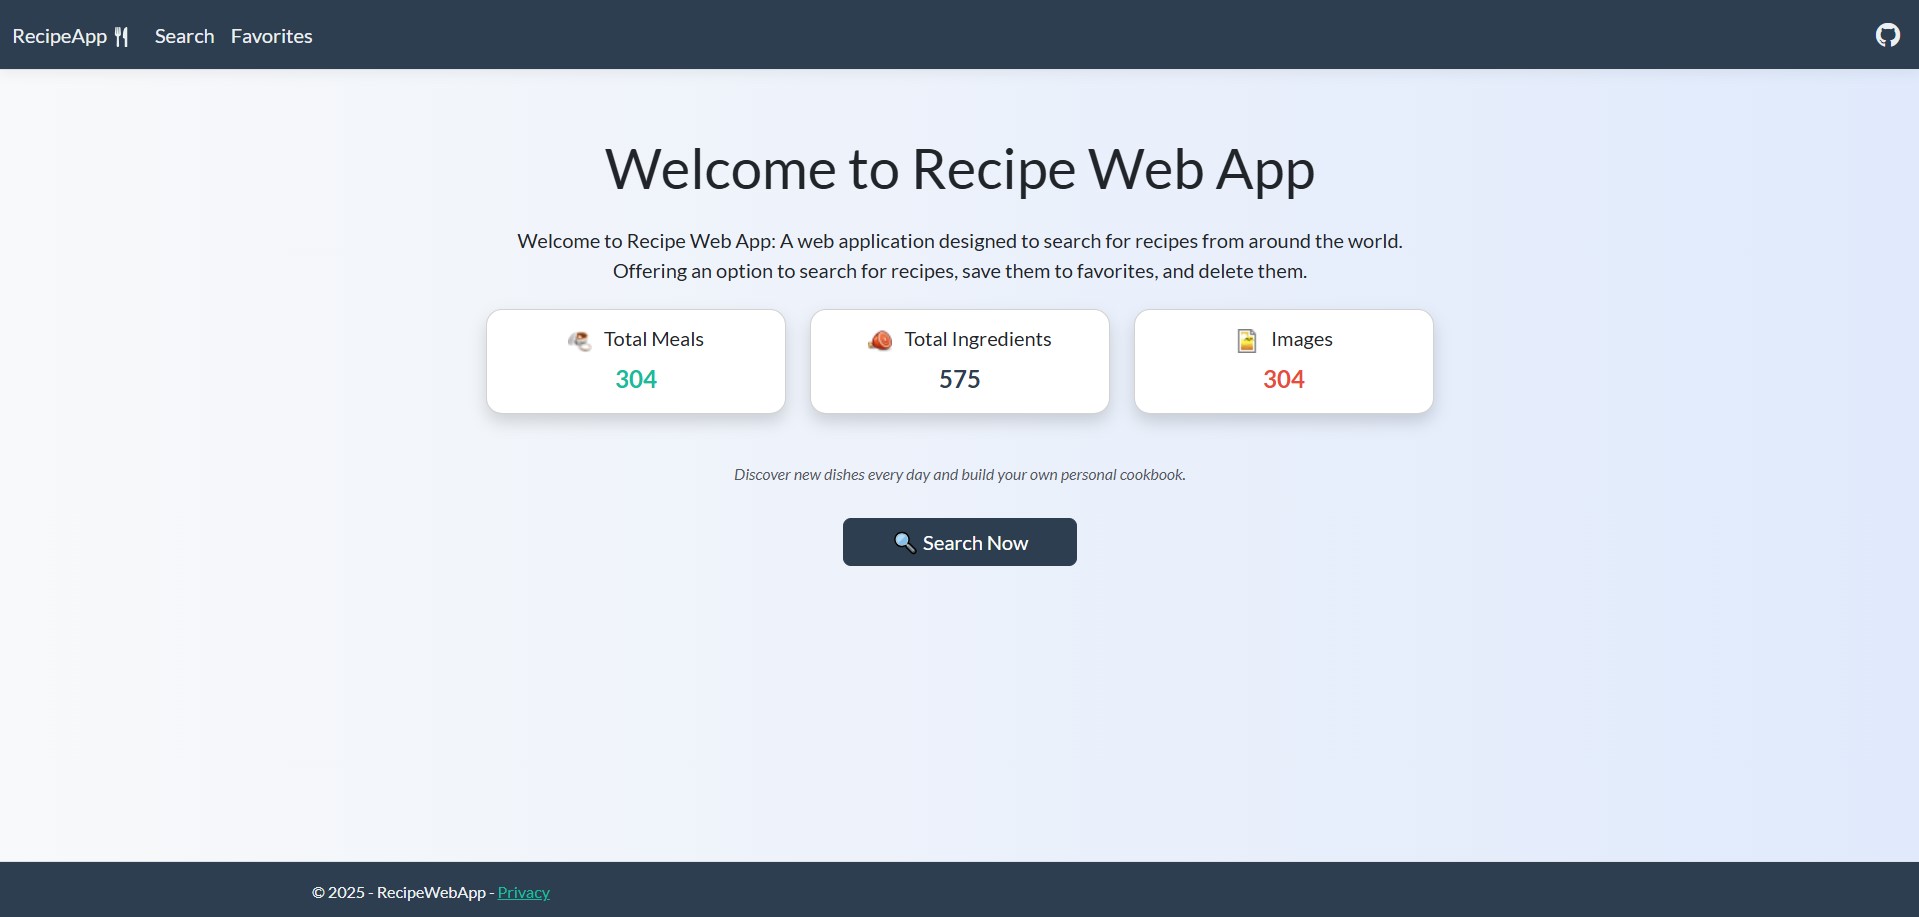 RecipeApp Search Favorites
Welcome to Recipe Web App
Welcome to Recipe Web App: A web application designed to search for recipes from around the world.
Offering an option to search for recipes, save them to favorites, and delete them.
Total Meals
304
Total Ingredients
575
Images
304
Discover new dishes every day and build your own personal cookbook.
Search Now
© 2025 - RecipeWebApp - Privacy